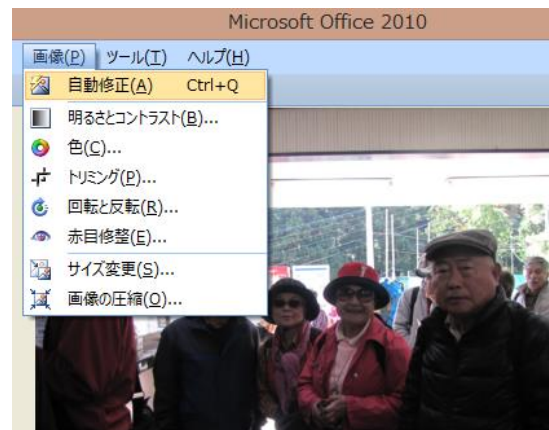 Microsoft Office 2010
画像(P) ツール(T) ヘルプ(H)
自動修正(A) Ctrl+Q
明るさとコントラスト(B)...
色(C)...
トリミング(P)...
回転と反転(R)...
赤目修整(E)...
サイズ変更(S)...
画像の圧縮(O)...